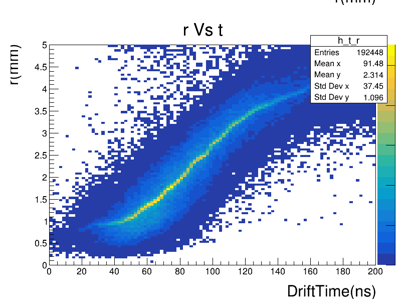 r(mm)
r Vs t
h_t_r
Entries 192448
Mean x 91.48
Mean y 2.314
Std Dev x 37.45
Std Dev y 1.096
r(mm)
5
4.5
4
3.5
3
2.5
2
1.5
1
0.5
0
0 20 40 60 80 100 120 140 160 180 200
DriftTime(ns)